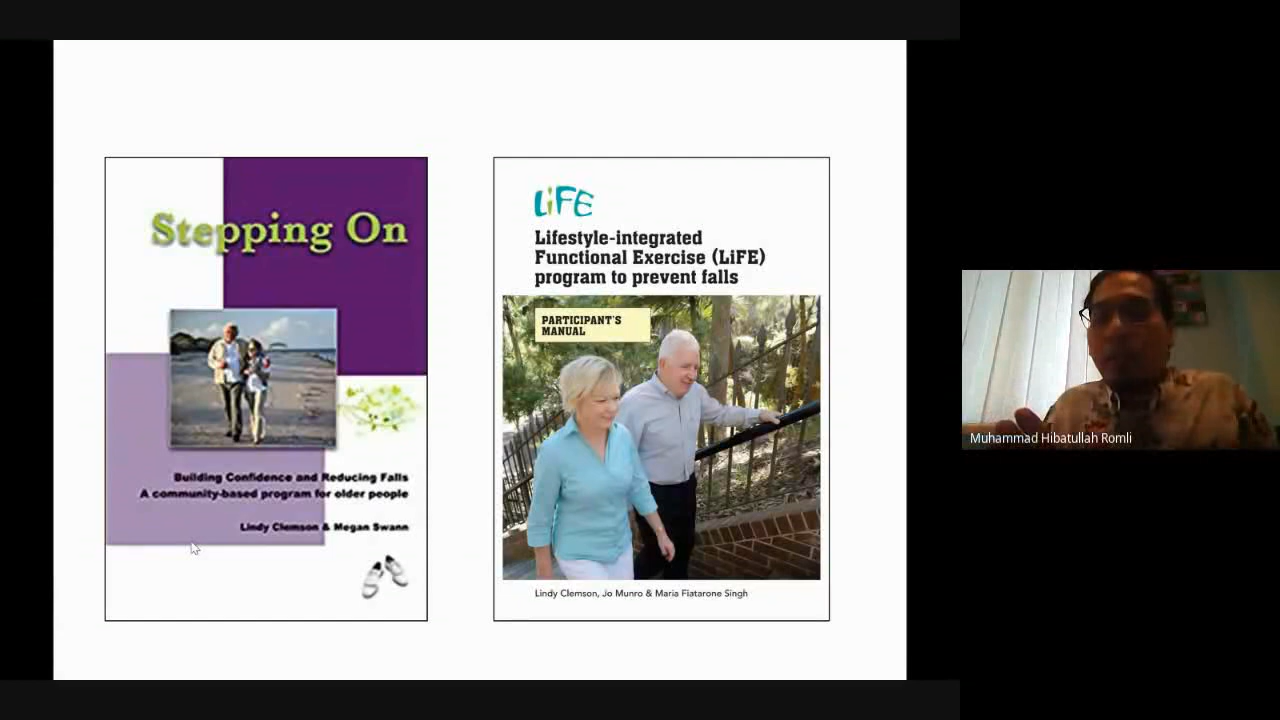 Stepping On
Building Confidence and Reducing Falls
A community-based program for older people
Lindy Clemson & Megan Swann
LiFE
Lifestyle-integrated
Functional Exercise (LiFE)
program to prevent falls
PARTICIPANT'S
MANUAL
Lindy Clemson, Jo Munro & Maria Fiatarone Singh
Muhammad Hibatullah Romli